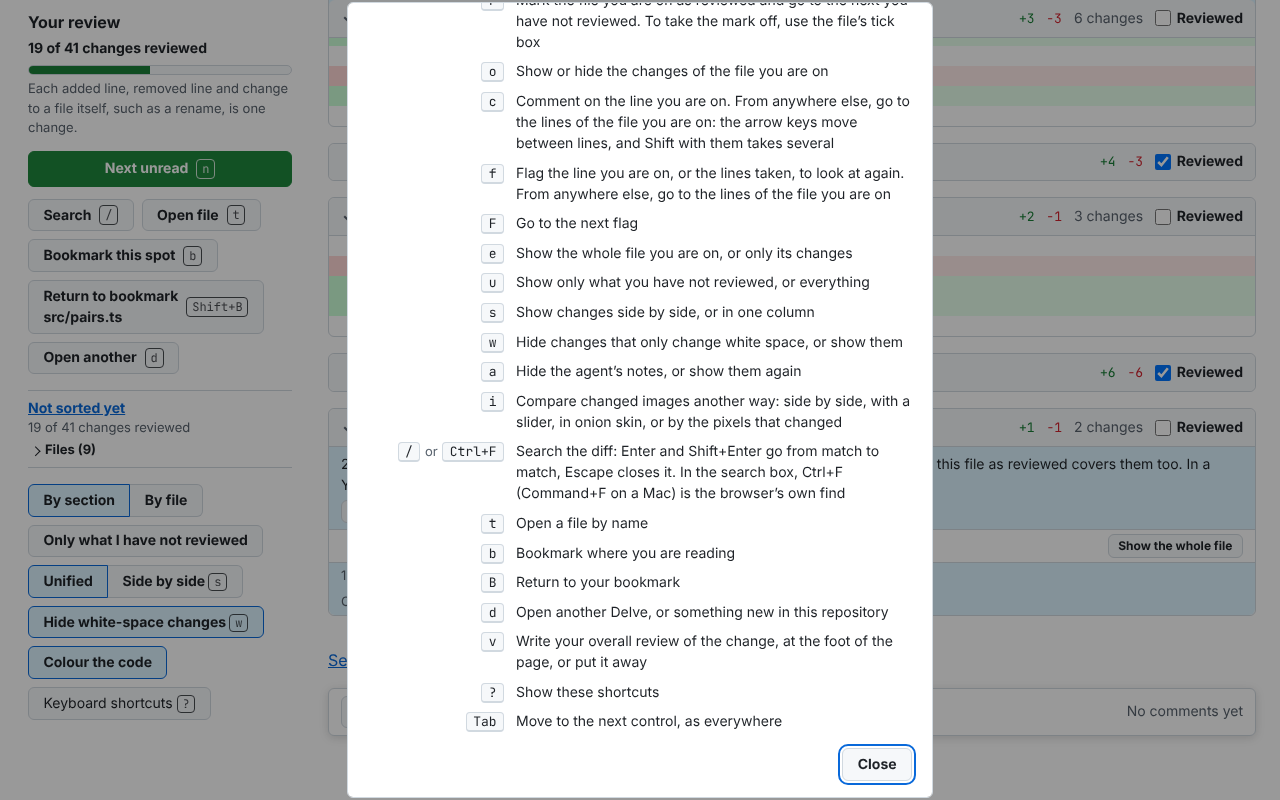 Your review
19 of 41 changes reviewed
Each added line, removed line and change
to a file itself, such as a rename, is one
change.
Next unread n
Search / Open file t
Bookmark this spot b
Return to bookmark
src/pairs.ts Shift+B
Open another d
Not sorted yet
19 of 41 changes reviewed
Files (9)
By section By file
Only what I have not reviewed
Unified Side by side s
Hide white-space changes w
Colour the code
Keyboard shortcuts ?
Mark the file you are on as reviewed and go to the next you
have not reviewed. To take the mark off, use the file’s tick
box
o Show or hide the changes of the file you are on
c Comment on the line you are on. From anywhere else, go to
the lines of the file you are on: the arrow keys move
between lines, and Shift with them takes several
f Flag the line you are on, or the lines taken, to look at again.
From anywhere else, go to the lines of the file you are on
F Go to the next flag
e Show the whole file you are on, or only its changes
u Show only what you have not reviewed, or everything
s Show changes side by side, or in one column
w Hide changes that only change white space, or show them
a Hide the agent’s notes, or show them again
i Compare changed images another way: side by side, with a
slider, in onion skin, or by the pixels that changed
/ or Ctrl+F Search the diff: Enter and Shift+Enter go from match to
match, Escape closes it. In the search box, Ctrl+F
(Command+F on a Mac) is the browser’s own find
t Open a file by name
b Bookmark where you are reading
B Return to your bookmark
d Open another Delve, or something new in this repository
v Write your overall review of the change, at the foot of the
page, or put it away
? Show these shortcuts
Tab Move to the next control, as everywhere
Close
+3 -3 6 changes Reviewed
+4 -3 Reviewed
+2 -1 3 changes Reviewed
+6 -6 Reviewed
+1 -1 2 changes Reviewed
this file as reviewed covers them too. In a
Show the whole file
No comments yet